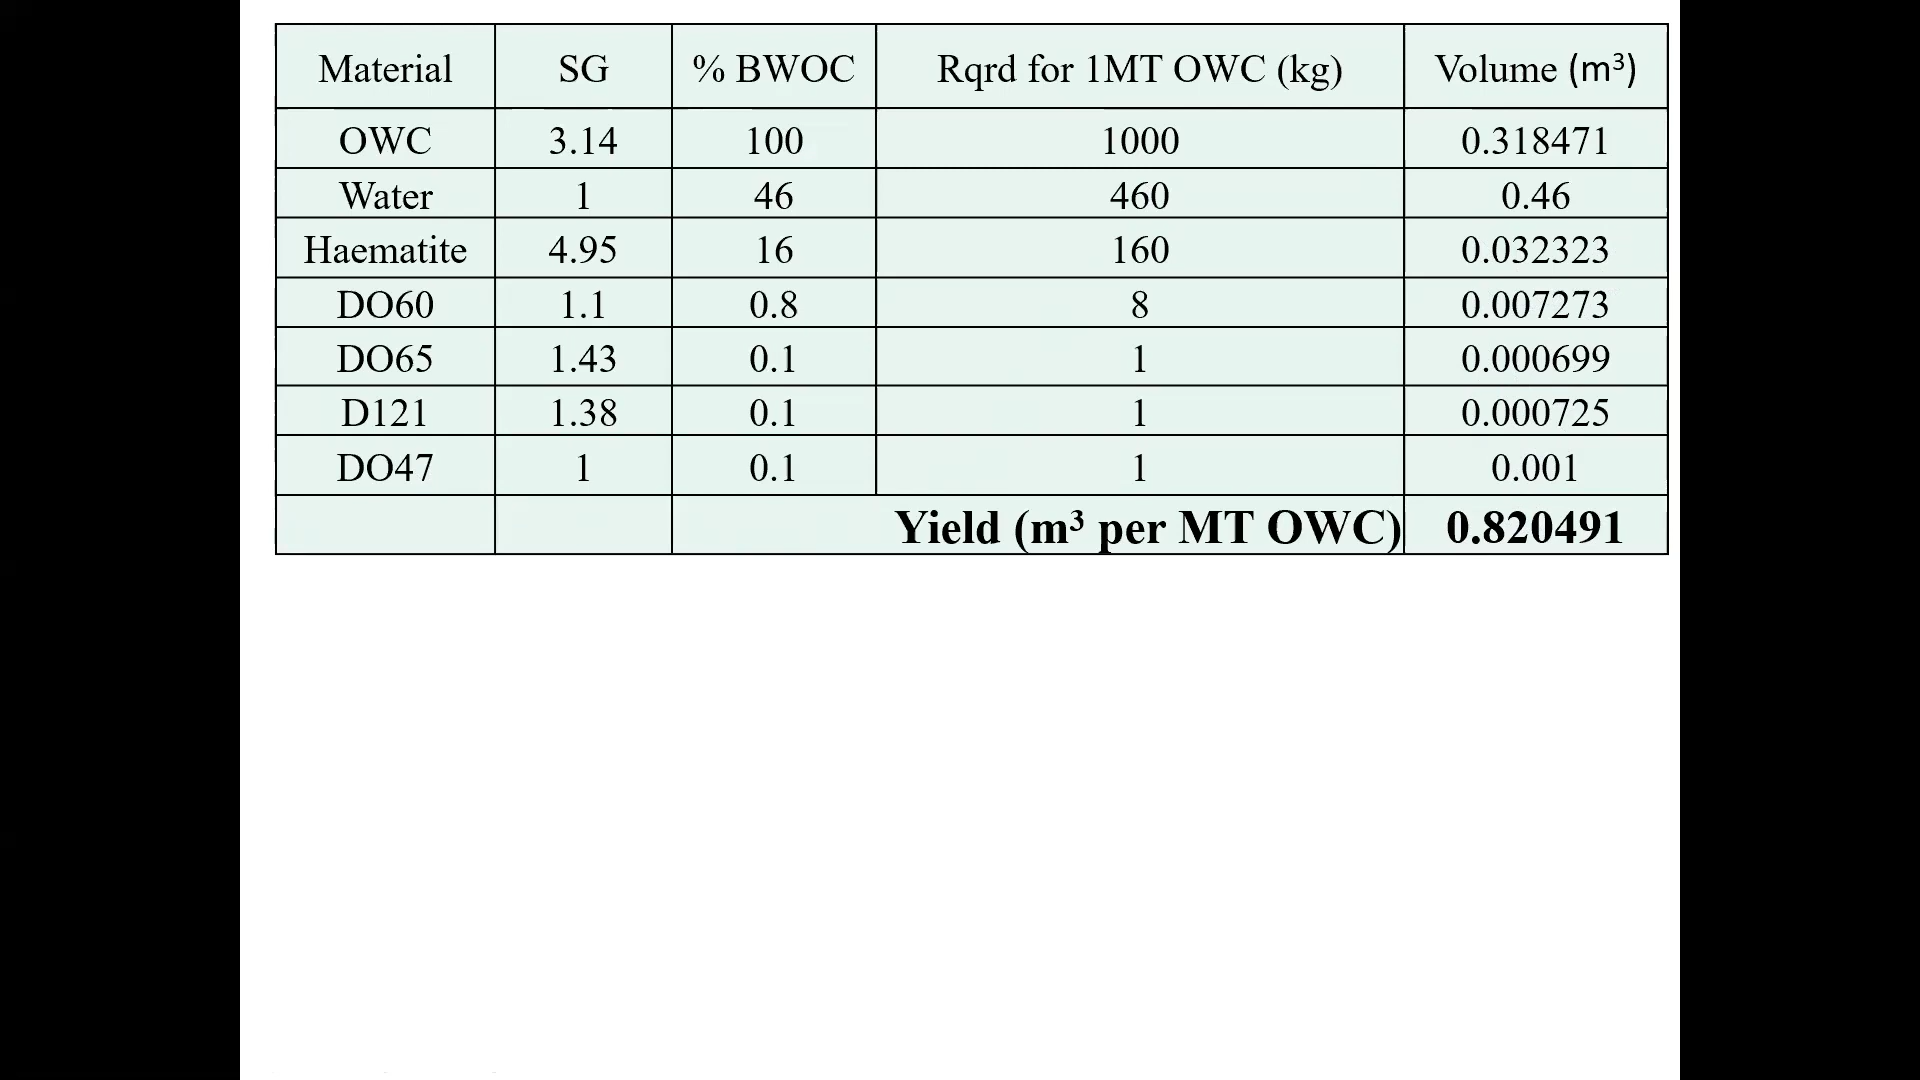 Material SG % BWOC Rqrd for 1MT OWC (kg) Volume (m³)
OWC 3.14 100 1000 0.318471
Water 1 46 460 0.46
Haematite 4.95 16 160 0.032323
DO60 1.1 0.8 8 0.007273
DO65 1.43 0.1 1 0.000699
D121 1.38 0.1 1 0.000725
DO47 1 0.1 1 0.001
Yield (m³ per MT OWC) 0.820491